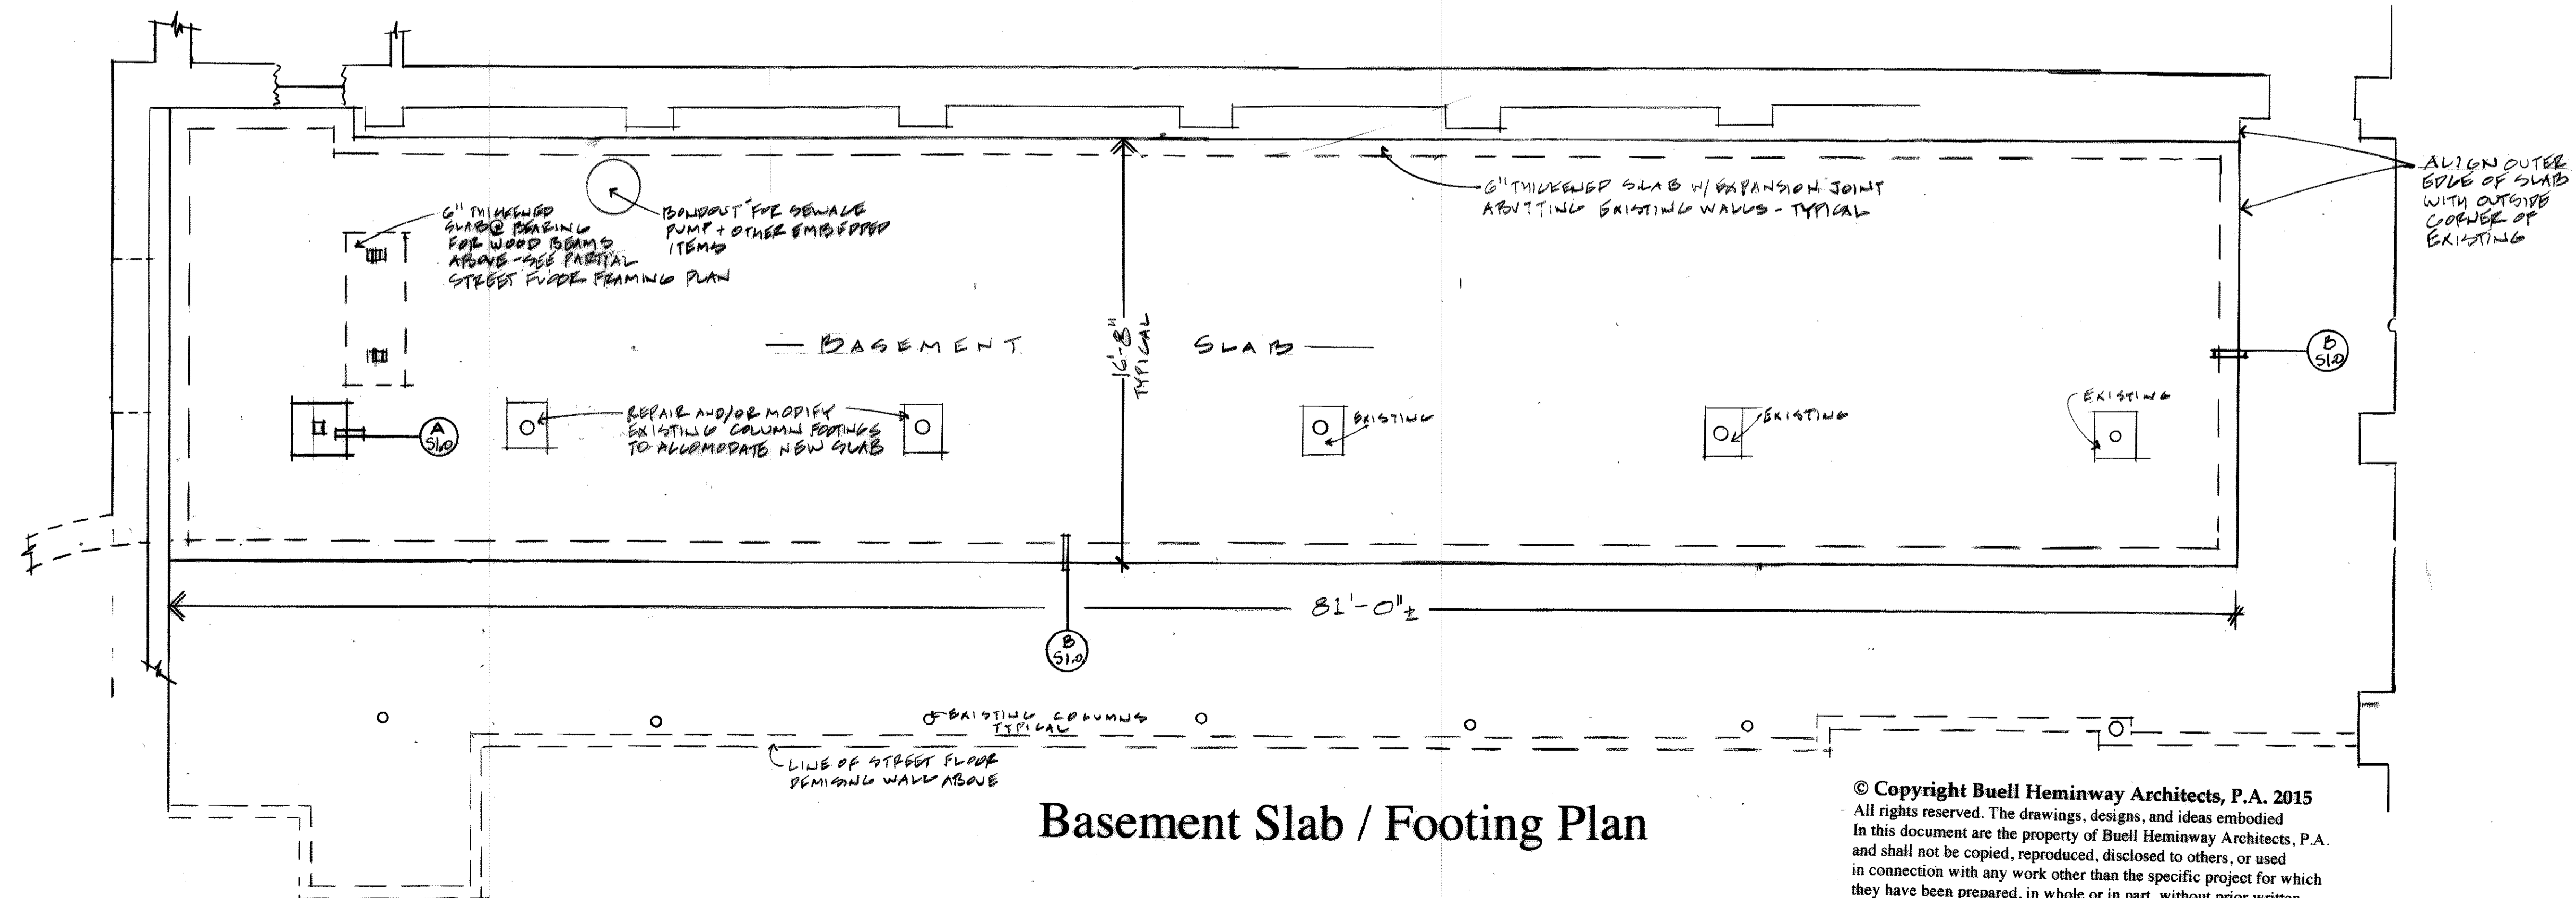 6" THICKENED
SLAB @ BEARING
FOR WOOD BEAMS
ABOVE - SEE PARTIAL
STREET FLOOR FRAMING PLAN
BONDOUT FOR SEWAGE
PUMP + OTHER EMBEDDED
ITEMS
6" THICKENED SLAB W/ EXPANSION JOINT
ABUTTING EXISTING WALLS - TYPICAL
ALIGN OUTER
EDGE OF SLAB
WITH OUTSIDE
CORNER OF
EXISTING
BASEMENT SLAB
16'-8"
TYPICAL
B
S1.0
A
S1.0
REPAIR AND/OR MODIFY
EXISTING COLUMN FOOTINGS
TO ACCOMODATE NEW SLAB
EXISTING
EXISTING
EXISTING
81'-0"±
B
S1.0
EXISTING COLUMNS
TYPICAL
LINE OF STREET FLOOR
DEMISING WALL ABOVE
Basement Slab / Footing Plan
© Copyright Buell Heminway Architects, P.A. 2015
All rights reserved. The drawings, designs, and ideas embodied
In this document are the property of Buell Heminway Architects, P.A.
and shall not be copied, reproduced, disclosed to others, or used
in connection with any work other than the specific project for which
they have been prepared, in whole or in part, without prior written